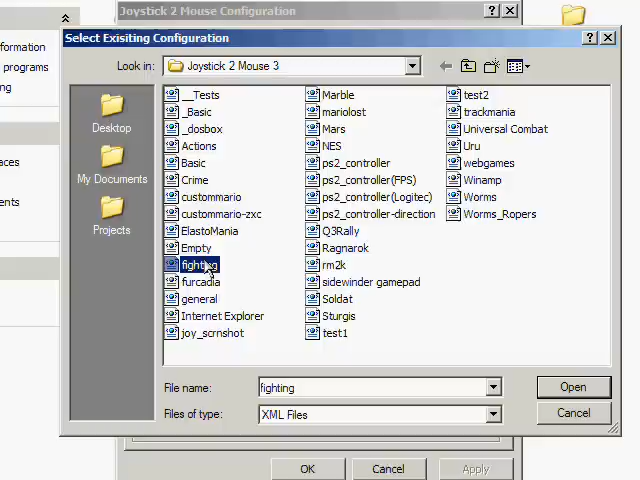 Joystick 2 Mouse Configuration
Select Exisiting Configuration
Look in:
Joystick 2 Mouse 3
formation
programs
ng
aces
ents
Desktop
My Documents
Projects
__Tests
_Basic
_dosbox
Actions
Basic
Crime
custommario
custommario-zxc
ElastoMania
Empty
fighting
furcadia
general
Internet Explorer
joy_scrnshot
Marble
mariolost
Mars
NES
ps2_controller
ps2_controller(FPS)
ps2_controller(Logitec)
ps2_controller-direction
Q3Rally
Ragnarok
rm2k
sidewinder gamepad
Soldat
Sturgis
test1
test2
trackmania
Universal Combat
Uru
webgames
Winamp
Worms
Worms_Ropers
File name:
fighting
Open
Files of type:
XML Files
Cancel
OK
Cancel
Apply